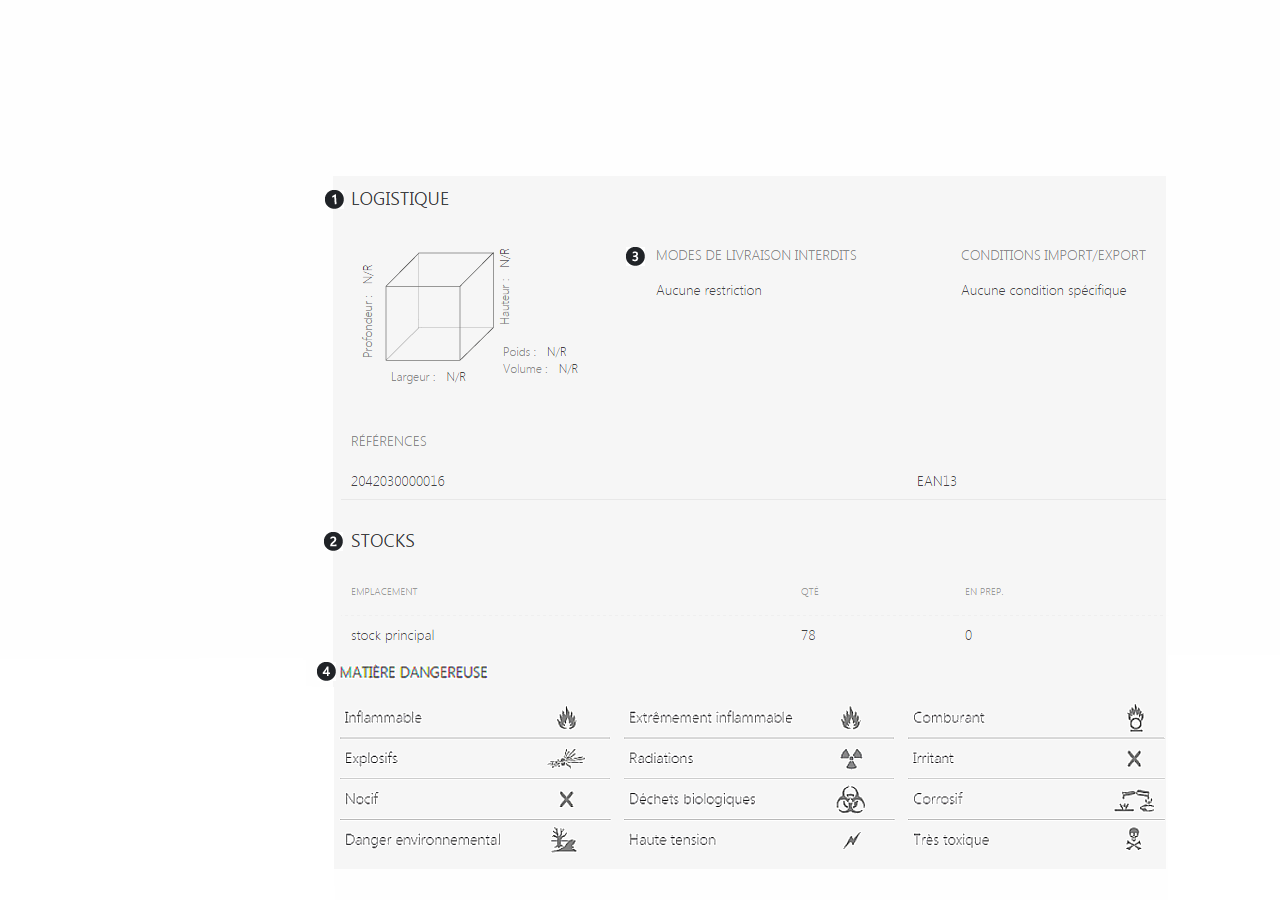 1 LOGISTIQUE
3 MODES DE LIVRAISON INTERDITS
CONDITIONS IMPORT/EXPORT
Aucune restriction
Aucune condition spécifique
Profondeur : N/R
Hauteur : N/R
Poids : N/R
Volume : N/R
Largeur : N/R
RÉFÉRENCES
2042030000016 EAN13
2 STOCKS
EMPLACEMENT QTÉ EN PREP.
stock principal 78 0
4 MATIÈRE DANGEREUSE
Inflammable Extrêmement inflammable Comburant
Explosifs Radiations Irritant
Nocif Déchets biologiques Corrosif
Danger environnemental Haute tension Très toxique